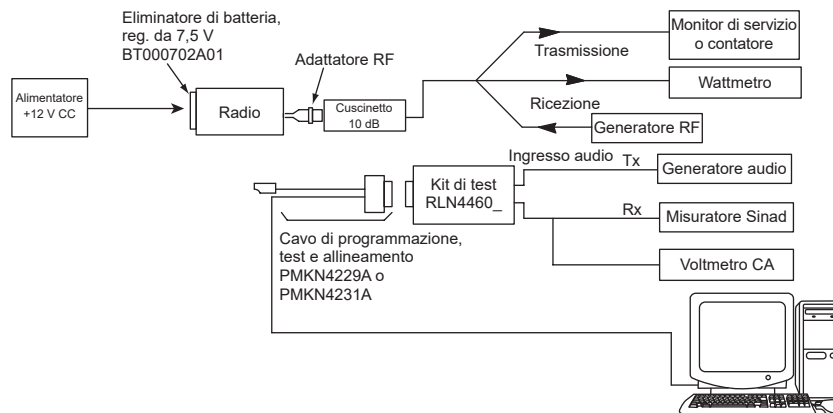 Eliminatore di batteria,
reg. da 7,5 V
BT000702A01
Adattatore RF
Alimentatore
+12 V CC
Radio
Cuscinetto
10 dB
Trasmissione
Monitor di servizio
o contatore
Wattmetro
Ricezione
Generatore RF
Ingresso audio
Tx
Generatore audio
Kit di test
RLN4460_
Rx
Misuratore Sinad
Voltmetro CA
Cavo di programmazione,
test e allineamento
PMKN4229A o
PMKN4231A